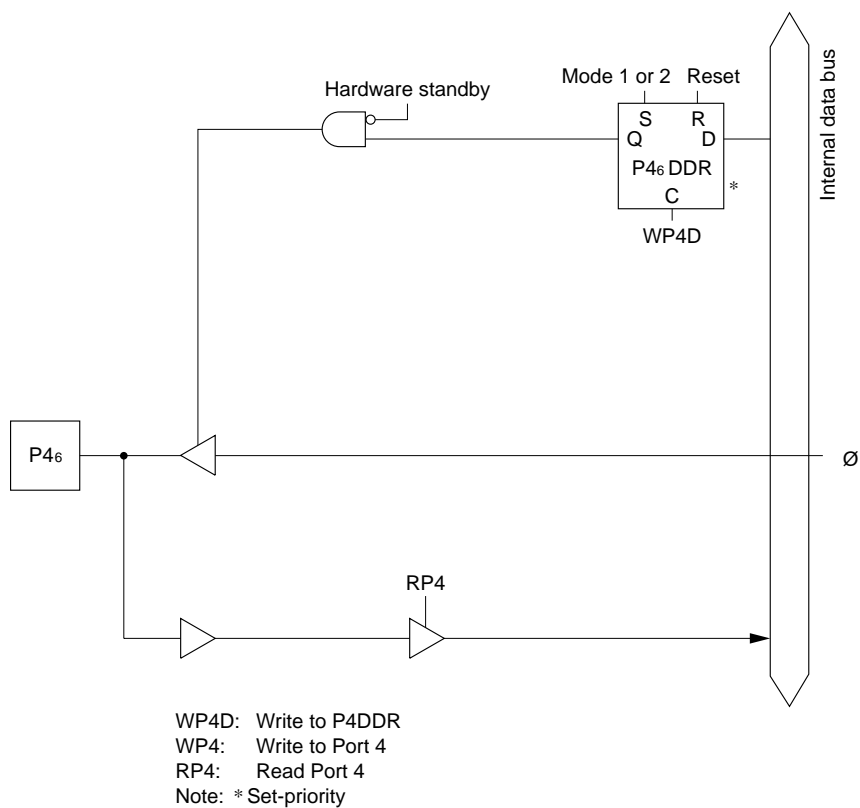 Mode 1 or 2 Reset
Hardware standby
S R
Q D
P4₆ DDR
*
C
WP4D
Internal data bus
P4₆
Ø
RP4
WP4D: Write to P4DDR
WP4: Write to Port 4
RP4: Read Port 4
Note: * Set-priority